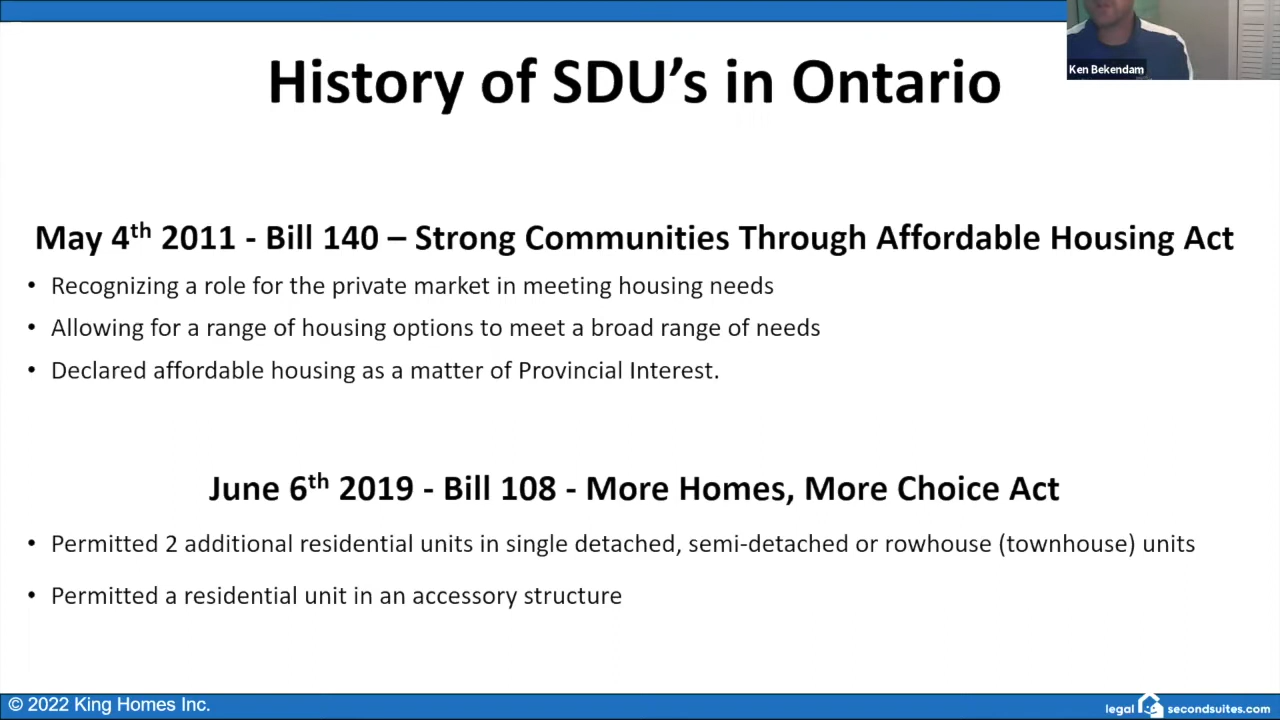 Ken Bekendam
History of SDU's in Ontario
May 4th 2011 - Bill 140 – Strong Communities Through Affordable Housing Act
• Recognizing a role for the private market in meeting housing needs
• Allowing for a range of housing options to meet a broad range of needs
• Declared affordable housing as a matter of Provincial Interest.
June 6th 2019 - Bill 108 - More Homes, More Choice Act
• Permitted 2 additional residential units in single detached, semi-detached or rowhouse (townhouse) units
• Permitted a residential unit in an accessory structure
© 2022 King Homes Inc.
legal secondsuites.com